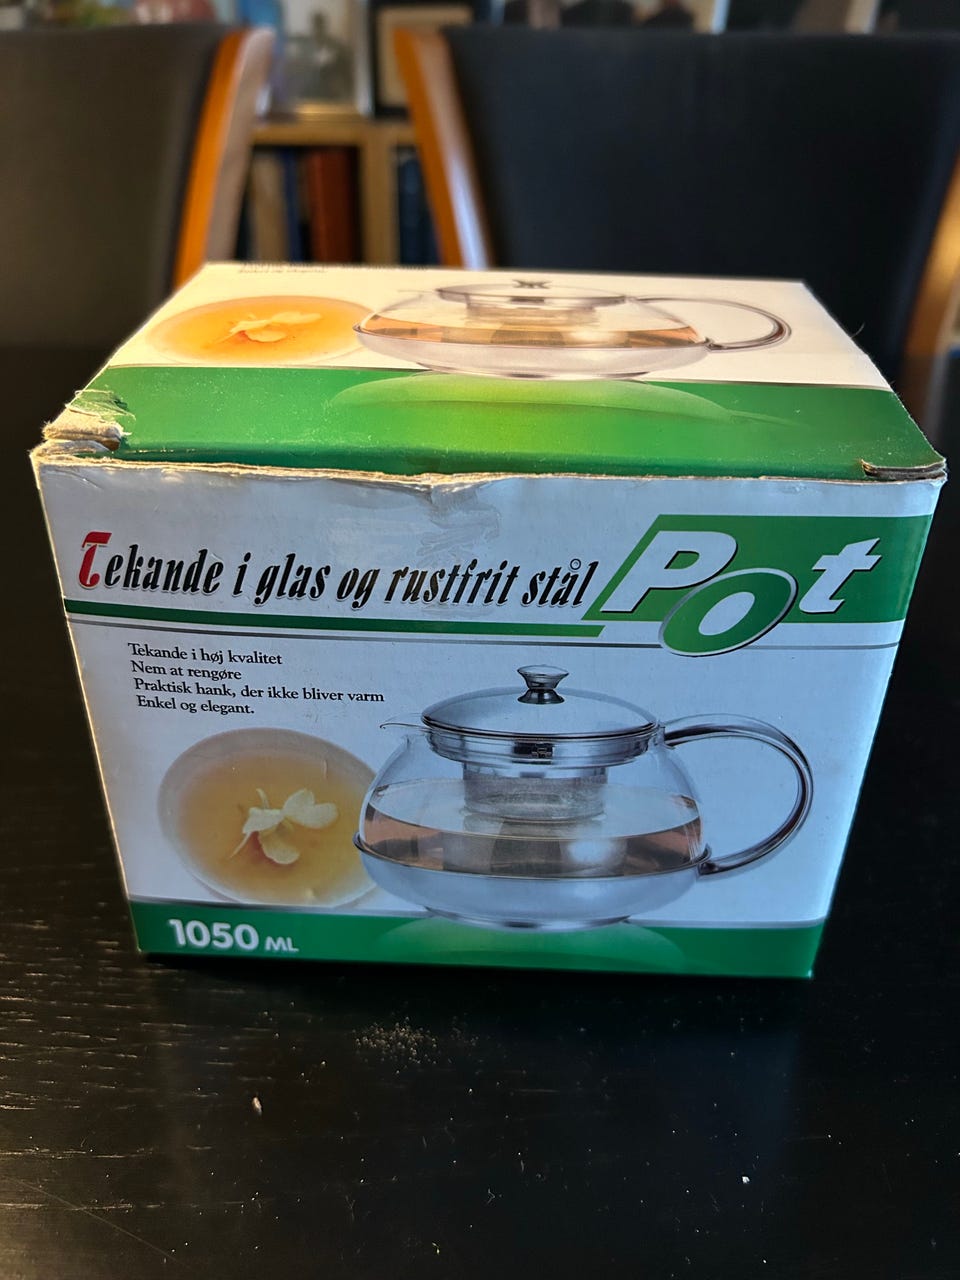 Tekande i glas og rustfrit stål
Pot
Tekande i høj kvalitet
Nem at rengøre
Praktisk hank, der ikke bliver varm
Enkel og elegant.
1050 ML